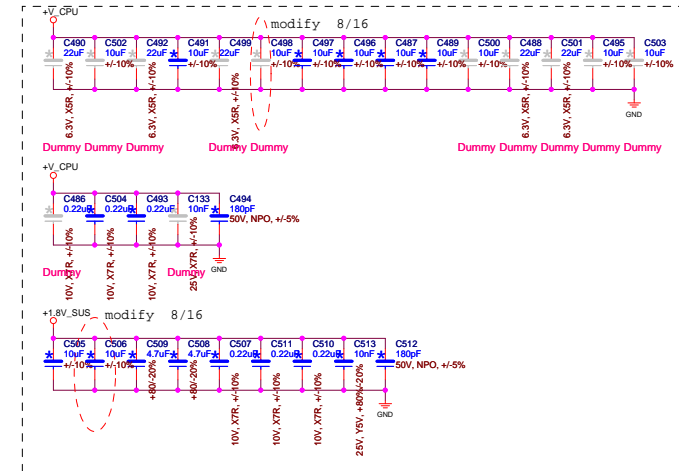 +V_CPU
modify 8/16
C490 C502 C492 C491 C499 C498 C497 C496 C487 C489 C500 C488 C501 C495 C503
22uF 10uF 22uF 10uF 22uF 10uF 10uF 10uF 10uF 10uF 10uF 22uF 22uF 10uF 10uF
+/-10% +/-10% +/-10% +/-10% +/-10% +/-10% +/-10% +/-10% +/-10% +/-10%
6.3V, X5R, +/-10% 6.3V, X5R, +/-10% 6.3V, X5R, +/-10% 6.3V, X5R, +/-10% 6.3V, X5R, +/-10%
GND
Dummy Dummy Dummy Dummy Dummy Dummy Dummy Dummy Dummy Dummy
+V_CPU
C486 C504 C493 C133 C494
0.22uF 0.22uF 0.22uF 10nF 180pF
50V, NPO, +/-5%
10V, X7R, +/-10% 10V, X7R, +/-10% 10V, X7R, +/-10% 25V, X7R, +/-10%
GND
Dummy Dummy
+1.8V_SUS
modify 8/16
C505 C506 C509 C508 C507 C511 C510 C513 C512
10uF 10uF 4.7uF 4.7uF 0.22uF 0.22uF 0.22uF 10nF 180pF
+/-10% +/-10% 50V, NPO, +/-5%
+80/-20% +80/-20% 10V, X7R, +/-10% 10V, X7R, +/-10% 10V, X7R, +/-10% 25V, Y5V, +80%/-20%
GND